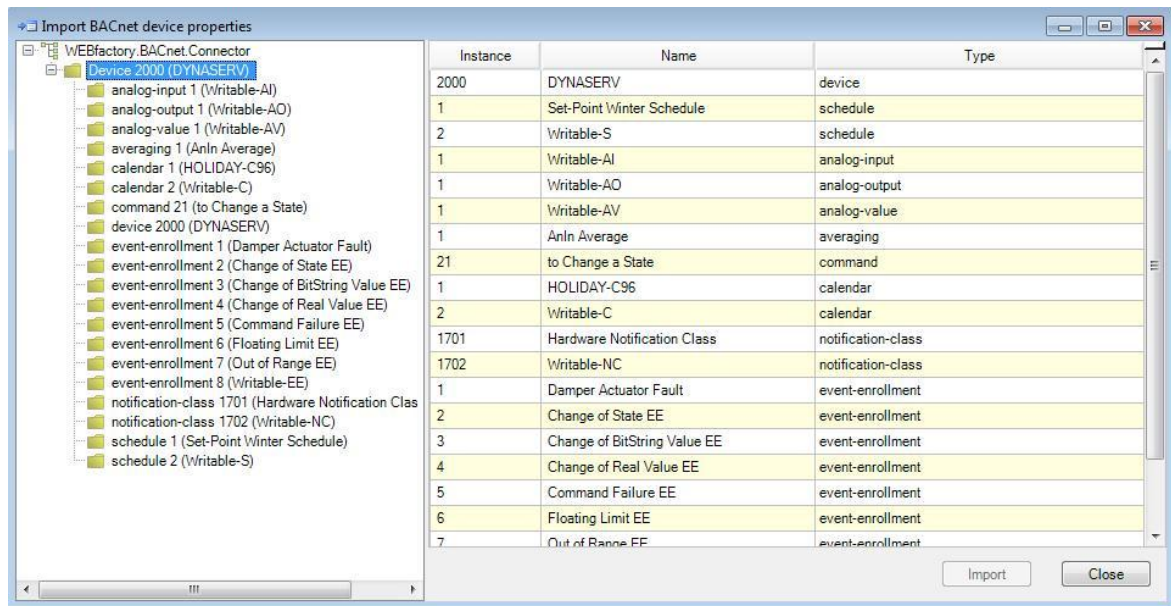 Import BACnet device properties
WEBfactory.BACnet.Connector
Device 2000 (DYNASERV)
analog-input 1 (Writable-AI)
analog-output 1 (Writable-AO)
analog-value 1 (Writable-AV)
averaging 1 (AnIn Average)
calendar 1 (HOLIDAY-C96)
calendar 2 (Writable-C)
command 21 (to Change a State)
device 2000 (DYNASERV)
event-enrollment 1 (Damper Actuator Fault)
event-enrollment 2 (Change of State EE)
event-enrollment 3 (Change of BitString Value EE)
event-enrollment 4 (Change of Real Value EE)
event-enrollment 5 (Command Failure EE)
event-enrollment 6 (Floating Limit EE)
event-enrollment 7 (Out of Range EE)
event-enrollment 8 (Writable-EE)
notification-class 1701 (Hardware Notification Clas
notification-class 1702 (Writable-NC)
schedule 1 (Set-Point Winter Schedule)
schedule 2 (Writable-S)
Instance Name Type
2000 DYNASERV device
1 Set-Point Winter Schedule schedule
2 Writable-S schedule
1 Writable-AI analog-input
1 Writable-AO analog-output
1 Writable-AV analog-value
1 AnIn Average averaging
21 to Change a State command
1 HOLIDAY-C96 calendar
2 Writable-C calendar
1701 Hardware Notification Class notification-class
1702 Writable-NC notification-class
1 Damper Actuator Fault event-enrollment
2 Change of State EE event-enrollment
3 Change of BitString Value EE event-enrollment
4 Change of Real Value EE event-enrollment
5 Command Failure EE event-enrollment
6 Floating Limit EE event-enrollment
7 Out of Range EE event-enrollment
Import Close